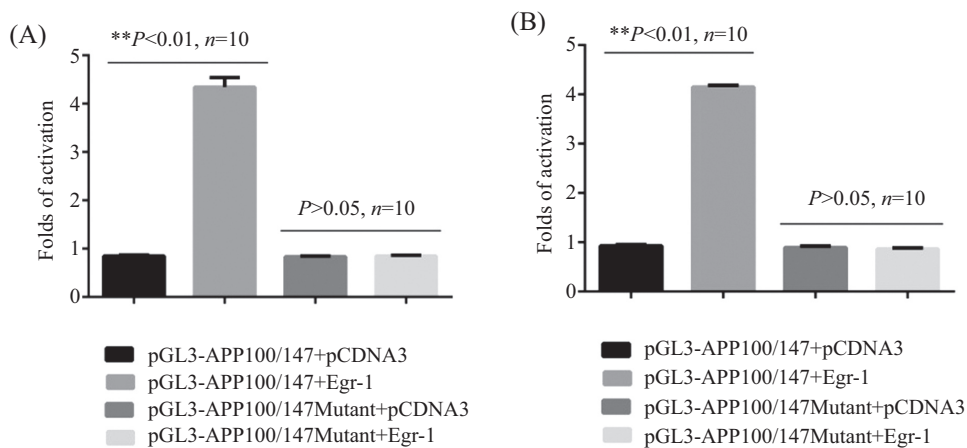 (A)
**P<0.01, n=10
5
4
3
2
1
0
Folds of activation
P>0.05, n=10
pGL3-APP100/147+pCDNA3
pGL3-APP100/147+Egr-1
pGL3-APP100/147Mutant+pCDNA3
pGL3-APP100/147Mutant+Egr-1
(B)
**P<0.01, n=10
5
4
3
2
1
0
Folds of activation
P>0.05, n=10
pGL3-APP100/147+pCDNA3
pGL3-APP100/147+Egr-1
pGL3-APP100/147Mutant+pCDNA3
pGL3-APP100/147Mutant+Egr-1